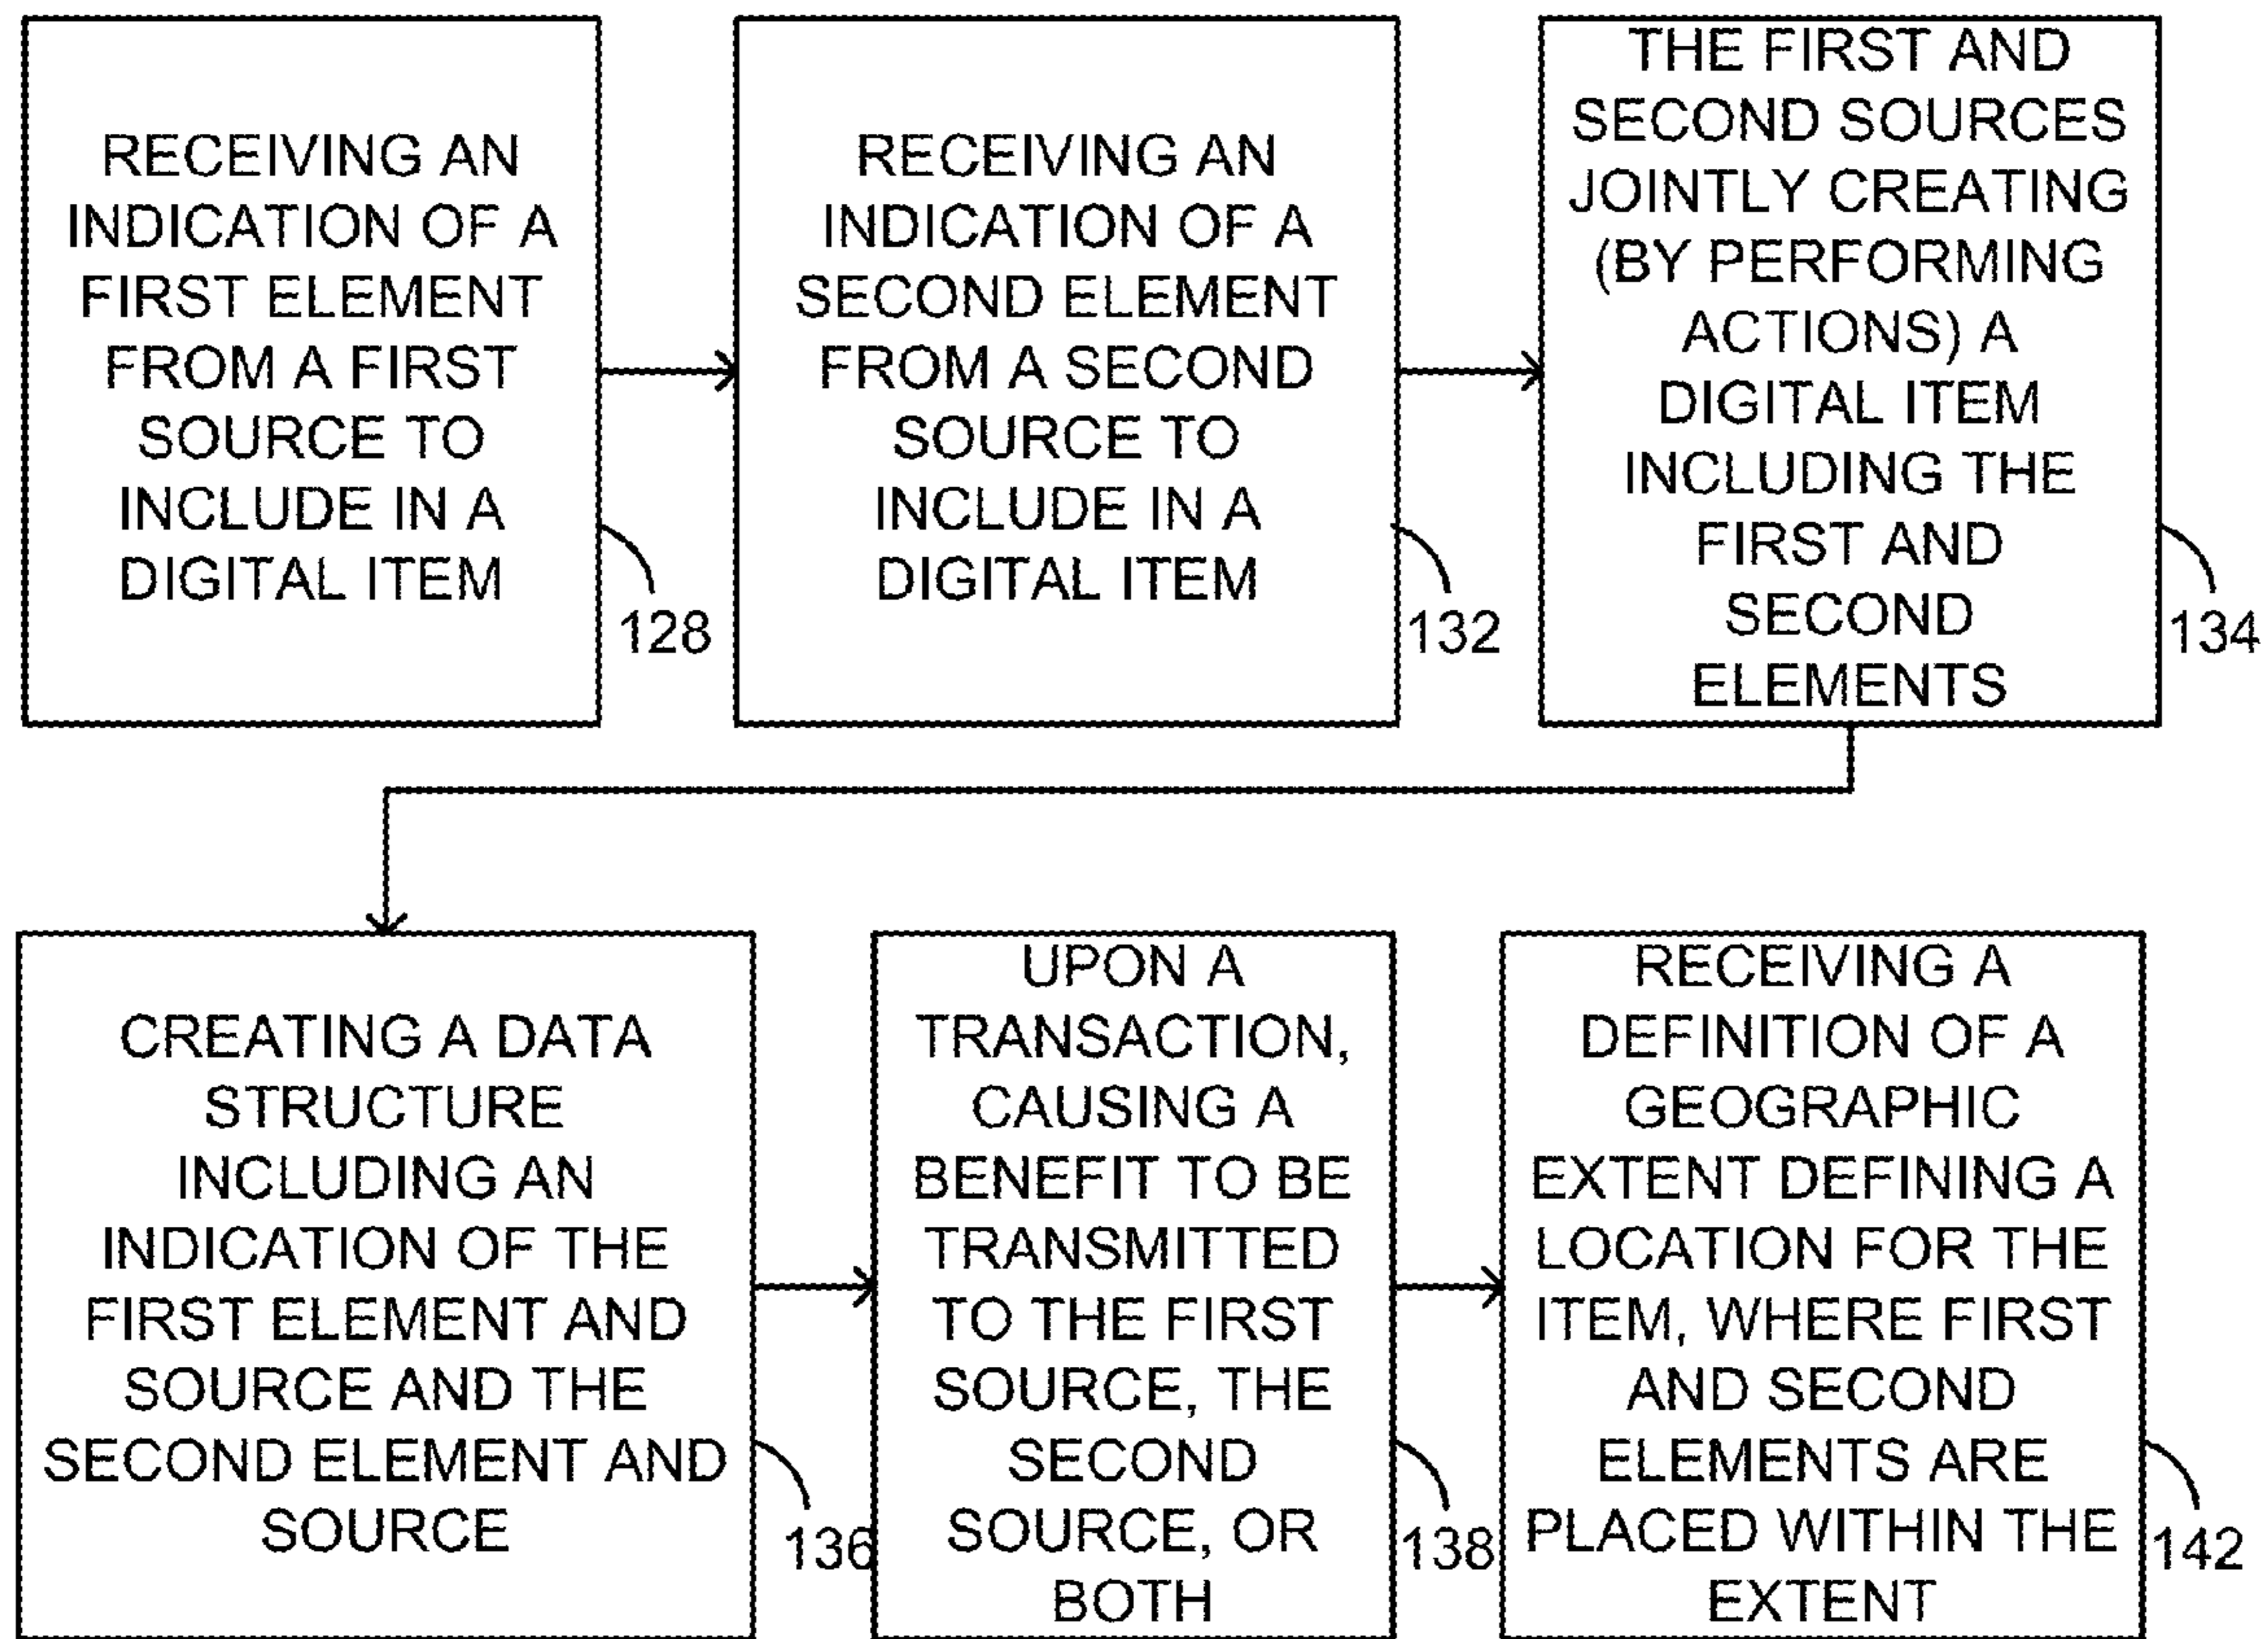 RECEIVING AN
INDICATION OF A
FIRST ELEMENT
FROM A FIRST
SOURCE TO
INCLUDE IN A
DIGITAL ITEM
128
RECEIVING AN
INDICATION OF A
SECOND ELEMENT
FROM A SECOND
SOURCE TO
INCLUDE IN A
DIGITAL ITEM
132
THE FIRST AND
SECOND SOURCES
JOINTLY CREATING
(BY PERFORMING
ACTIONS) A
DIGITAL ITEM
INCLUDING THE
FIRST AND
SECOND
ELEMENTS
134
CREATING A DATA
STRUCTURE
INCLUDING AN
INDICATION OF THE
FIRST ELEMENT AND
SOURCE AND THE
SECOND ELEMENT AND
SOURCE
136
UPON A
TRANSACTION,
CAUSING A
BENEFIT TO BE
TRANSMITTED
TO THE FIRST
SOURCE, THE
SECOND
SOURCE, OR
BOTH
138
RECEIVING A
DEFINITION OF A
GEOGRAPHIC
EXTENT DEFINING A
LOCATION FOR THE
ITEM, WHERE FIRST
AND SECOND
ELEMENTS ARE
PLACED WITHIN THE
EXTENT
142